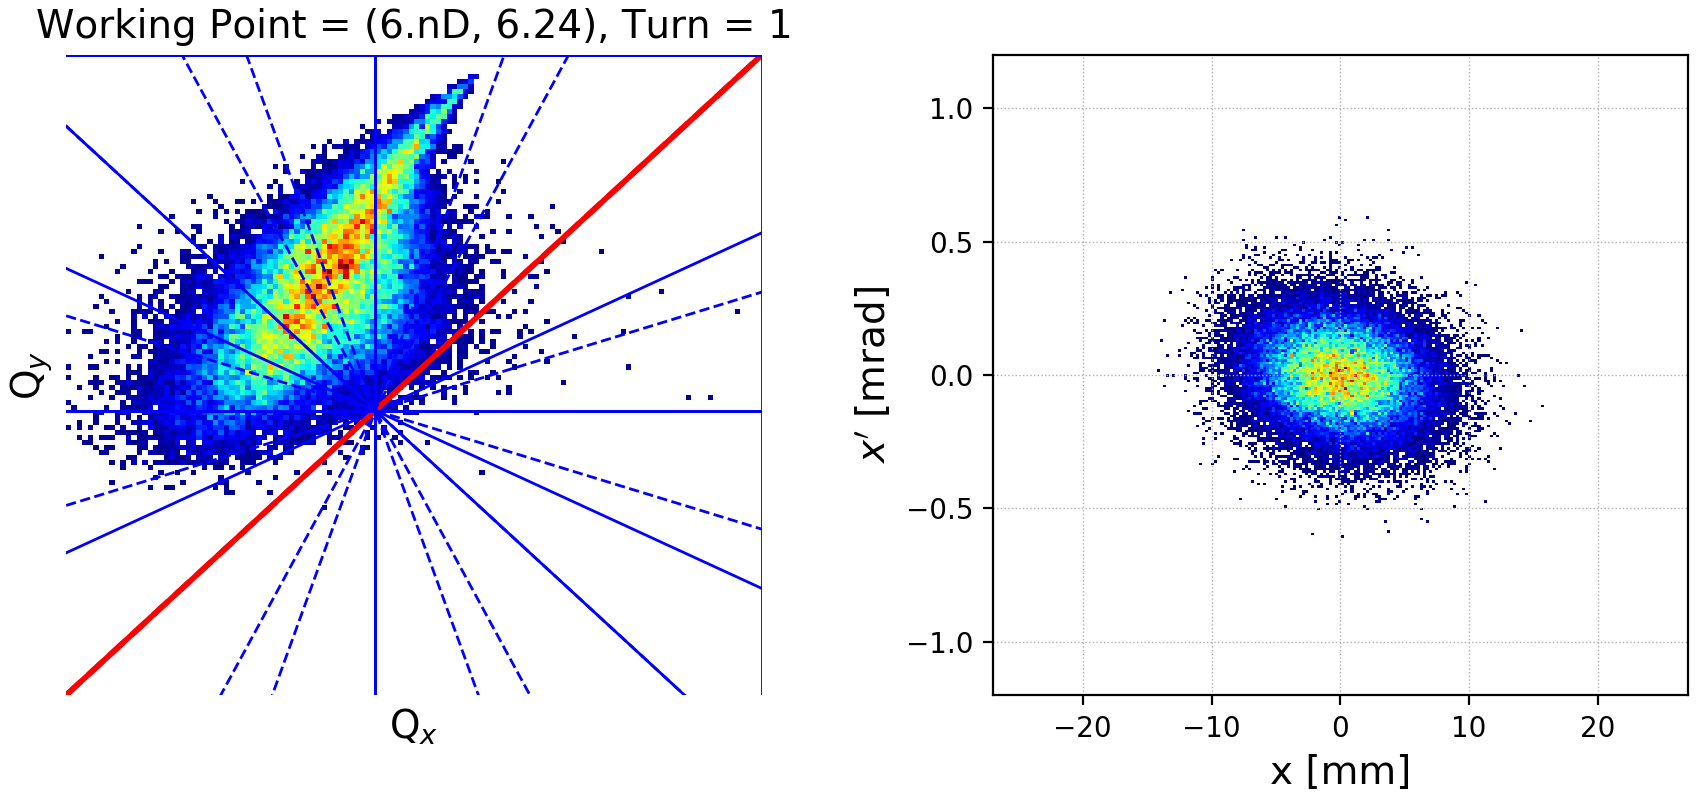 Working Point = (6.nD, 6.24), Turn = 1
Q_y
Q_x
1.0
0.5
0.0
−0.5
−1.0
x′ [mrad]
−20 −10 0 10 20
x [mm]